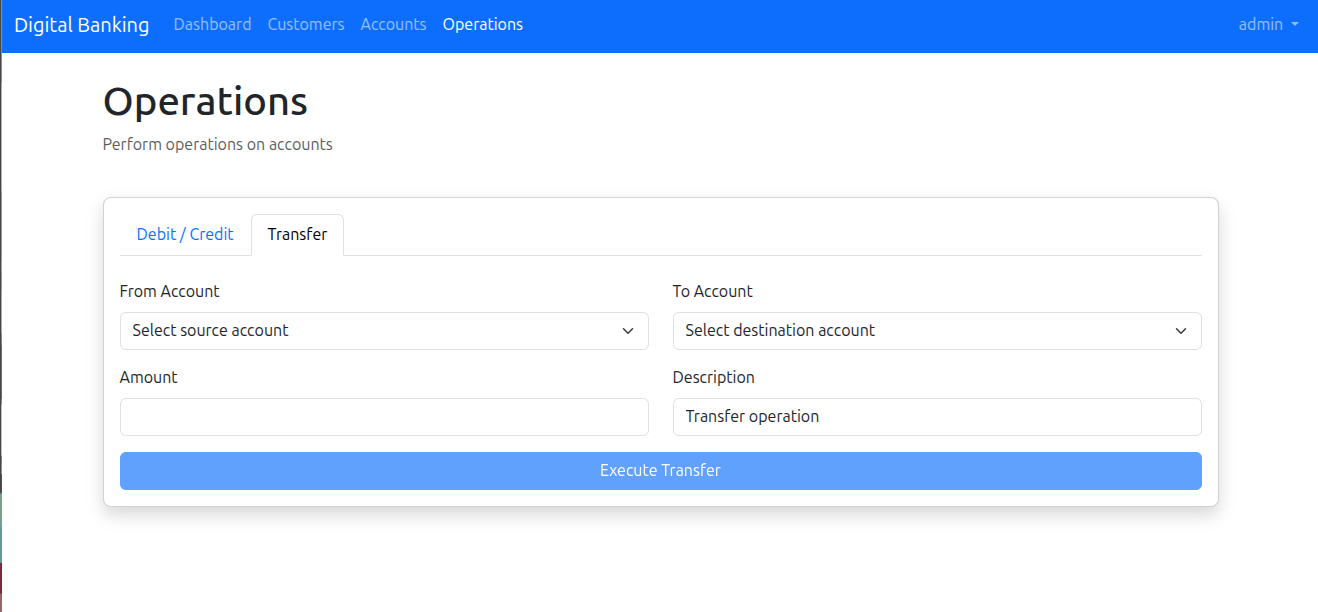 Digital Banking Dashboard Customers Accounts Operations admin
Operations
Perform operations on accounts
Debit / Credit Transfer
From Account To Account
Select source account Select destination account
Amount Description
Transfer operation
Execute Transfer